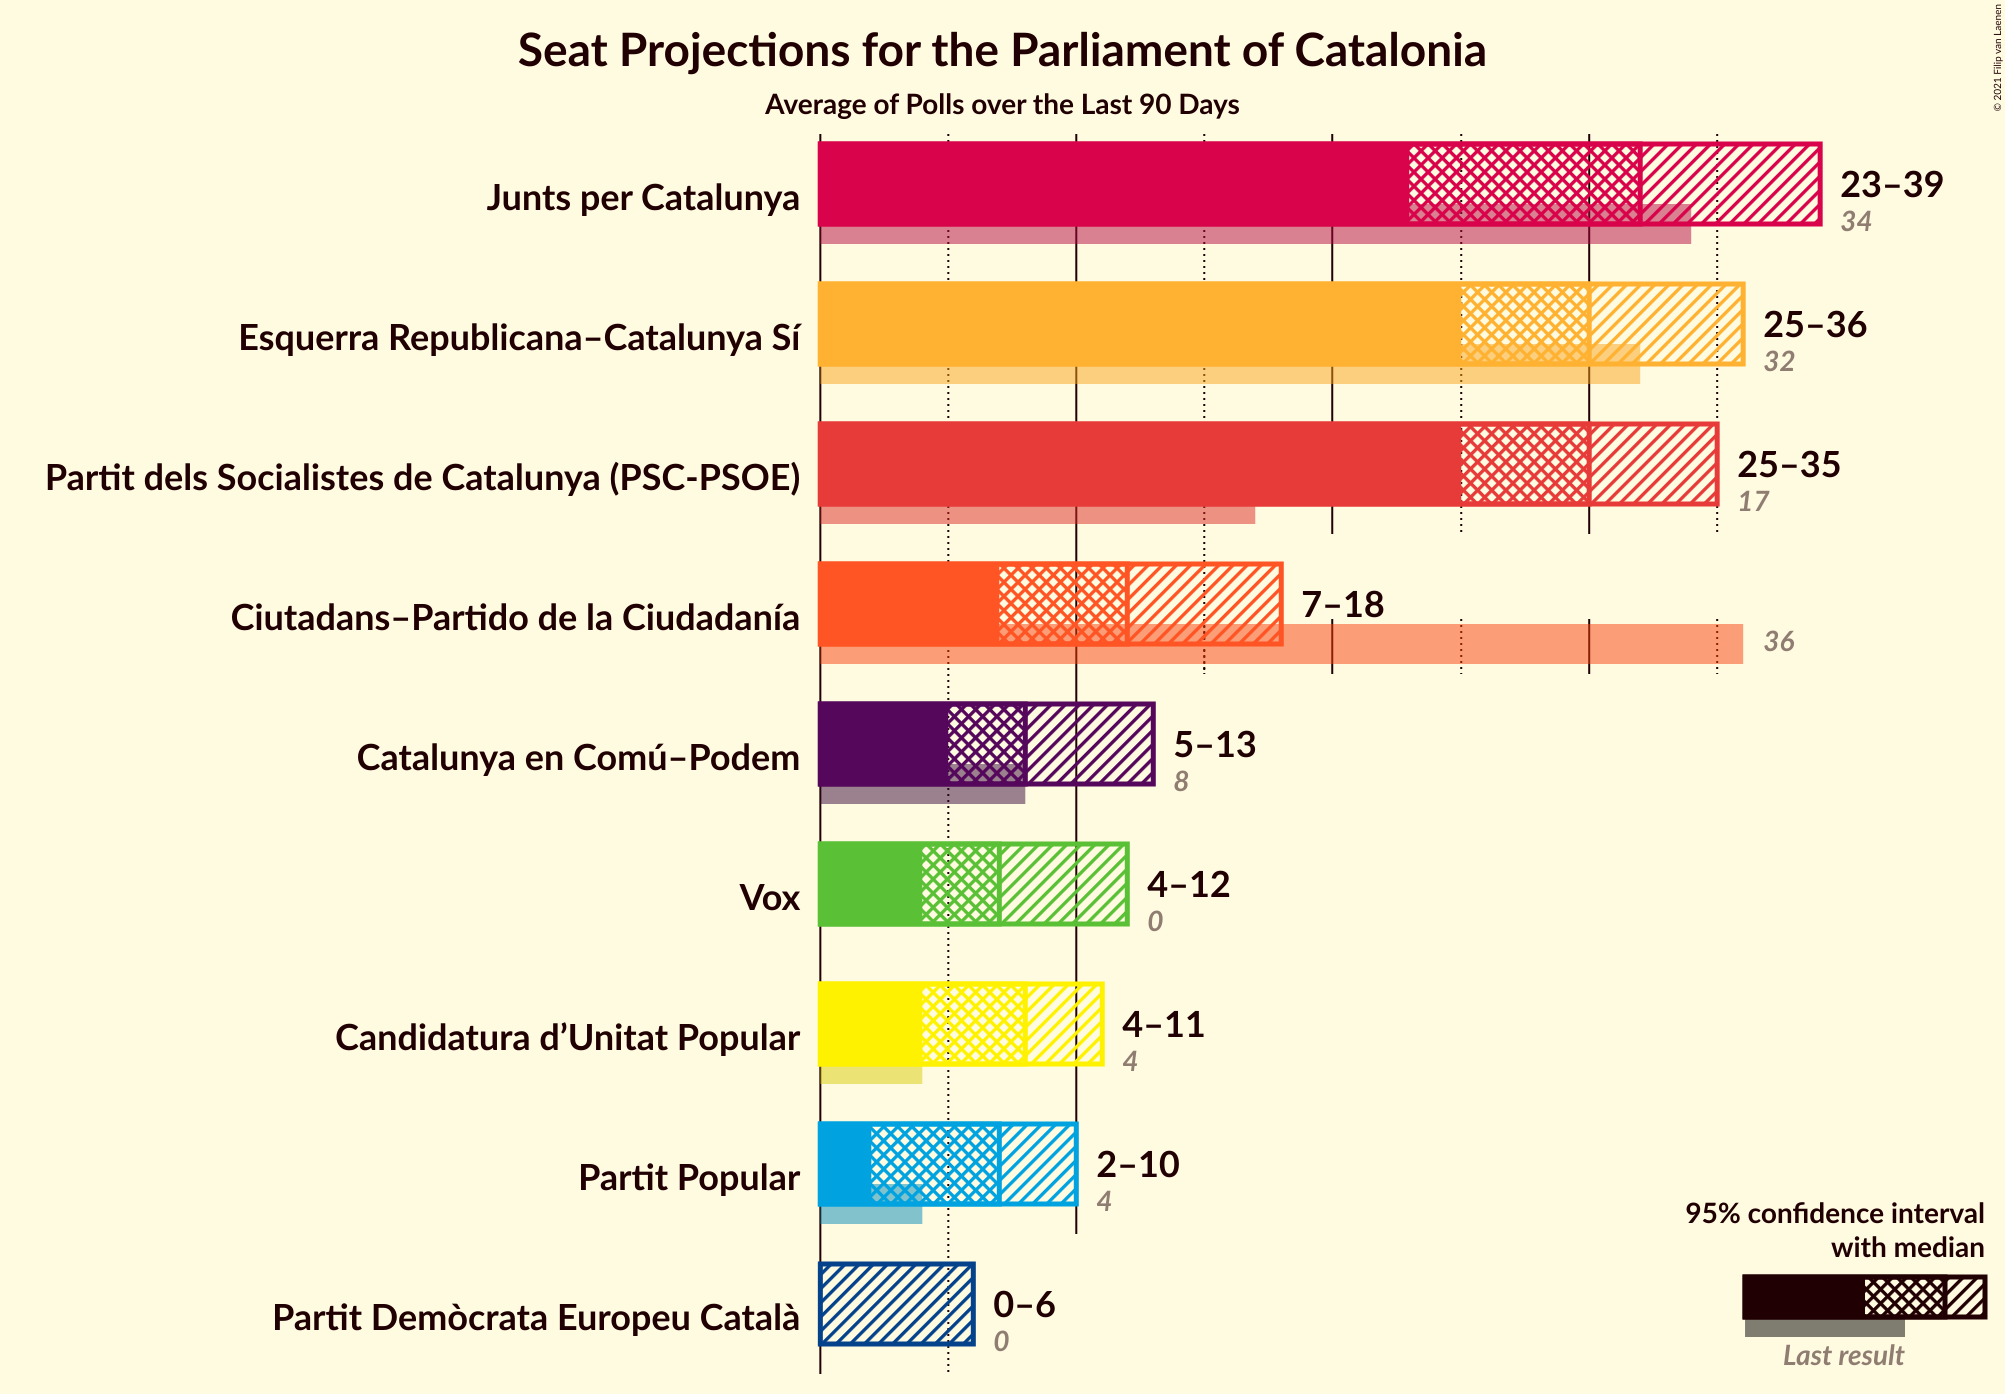 Seat Projections for the Parliament of Catalonia
Average of Polls over the Last 90 Days
© 2021 Filip van Laenen
Junts per Catalunya
23–39
34
Esquerra Republicana–Catalunya Sí
25–36
32
Partit dels Socialistes de Catalunya (PSC-PSOE)
25–35
17
Ciutadans–Partido de la Ciudadanía
7–18
36
Catalunya en Comú–Podem
5–13
8
Vox
4–12
0
Candidatura d’Unitat Popular
4–11
4
Partit Popular
2–10
4
Partit Demòcrata Europeu Català
0–6
0
95% confidence interval
with median
Last result